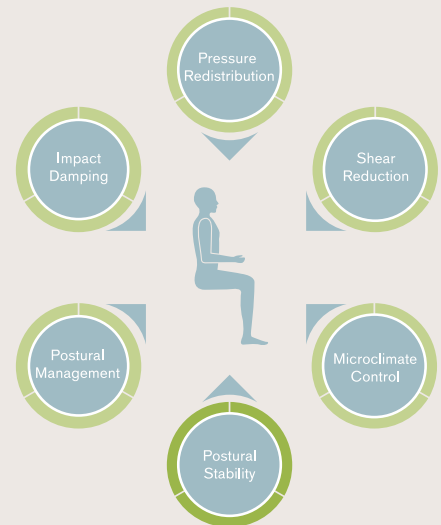 Pressure
Redistribution
Impact
Damping
Shear
Reduction
Postural
Management
Microclimate
Control
Postural
Stability